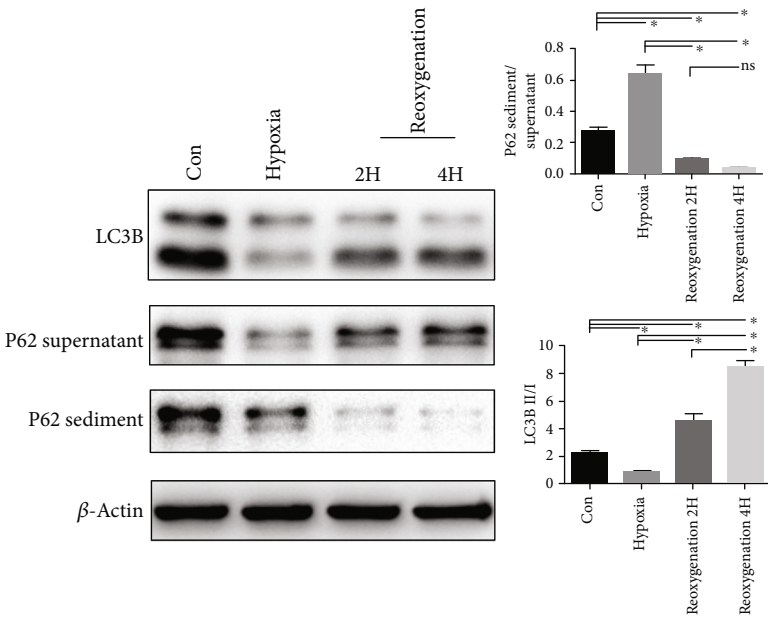 Con
Hypoxia
Reoxygenation
2H
4H
LC3B
P62 supernatant
P62 sediment
β-Actin
* * *
* *
ns
P62 sediment/
supernatant
0.8
0.6
0.4
0.2
0.0
Con
Hypoxia
Reoxygenation 2H
Reoxygenation 4H
* * *
* *
*
LC3B II/I
10
8
6
4
2
0
Con
Hypoxia
Reoxygenation 2H
Reoxygenation 4H